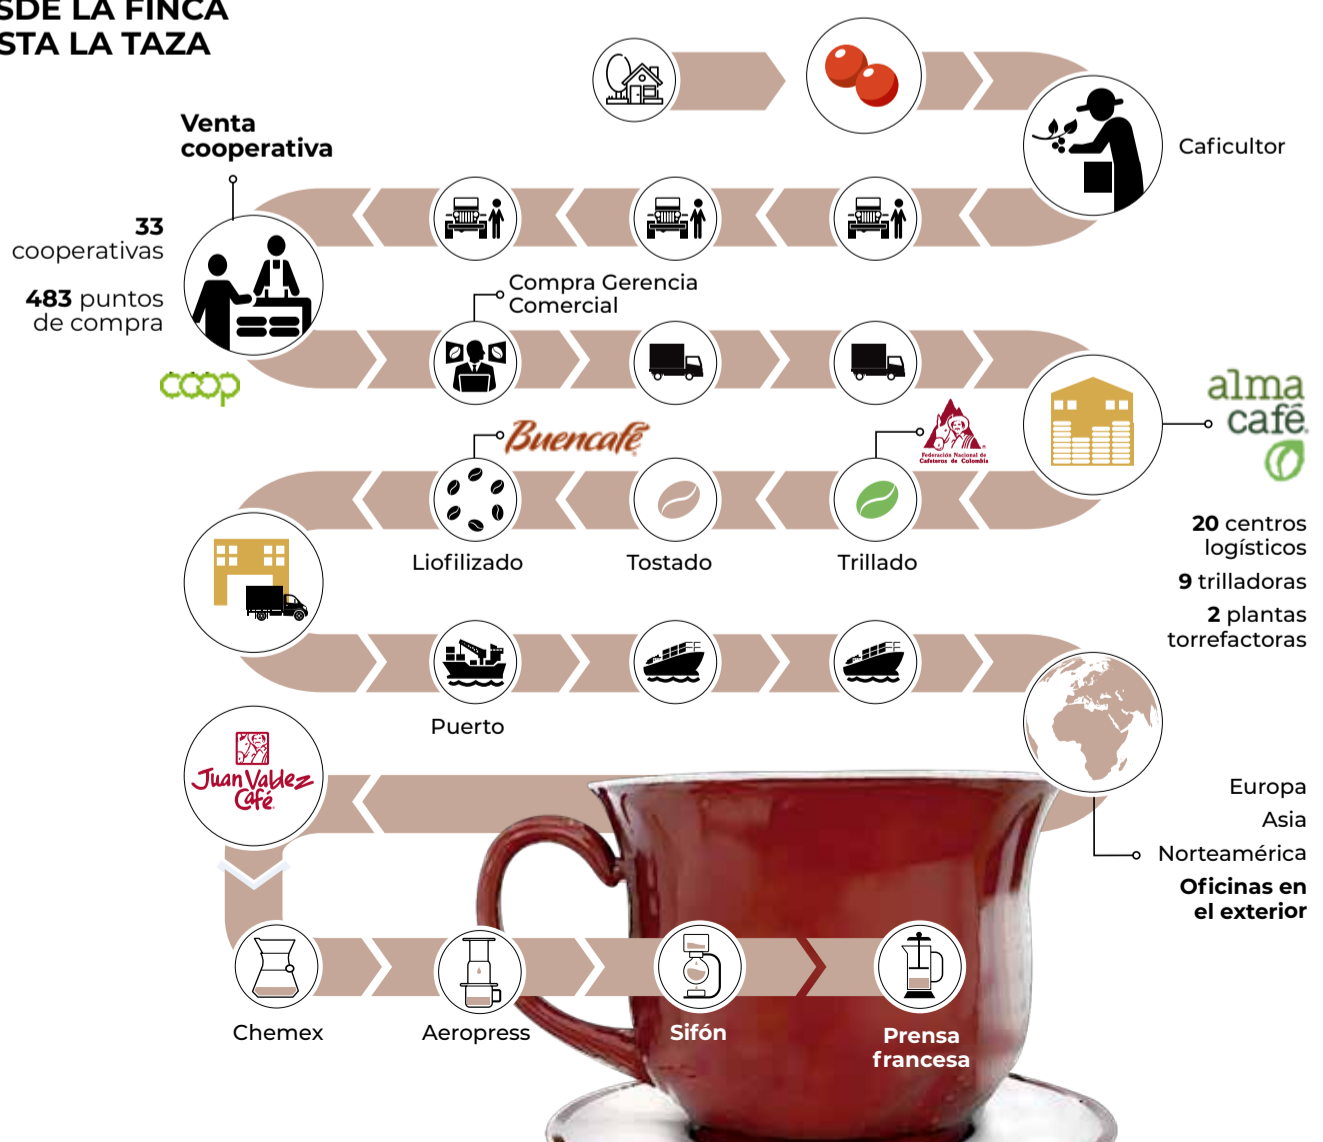 SDE LA FINCA
STA LA TAZA
Caficultor
Venta
cooperativa
33
cooperativas
483 puntos
de compra
coop
Compra Gerencia
Comercial
alma
café
Buencafé
Federación Nacional de
Cafeteros de Colombia
Liofilizado
Tostado
Trillado
20 centros
logísticos
9 trilladoras
2 plantas
torrefactoras
Puerto
Juan Valdez
Café
Europa
Asia
Norteamérica
Oficinas en
el exterior
Chemex
Aeropress
Sifón
Prensa
francesa